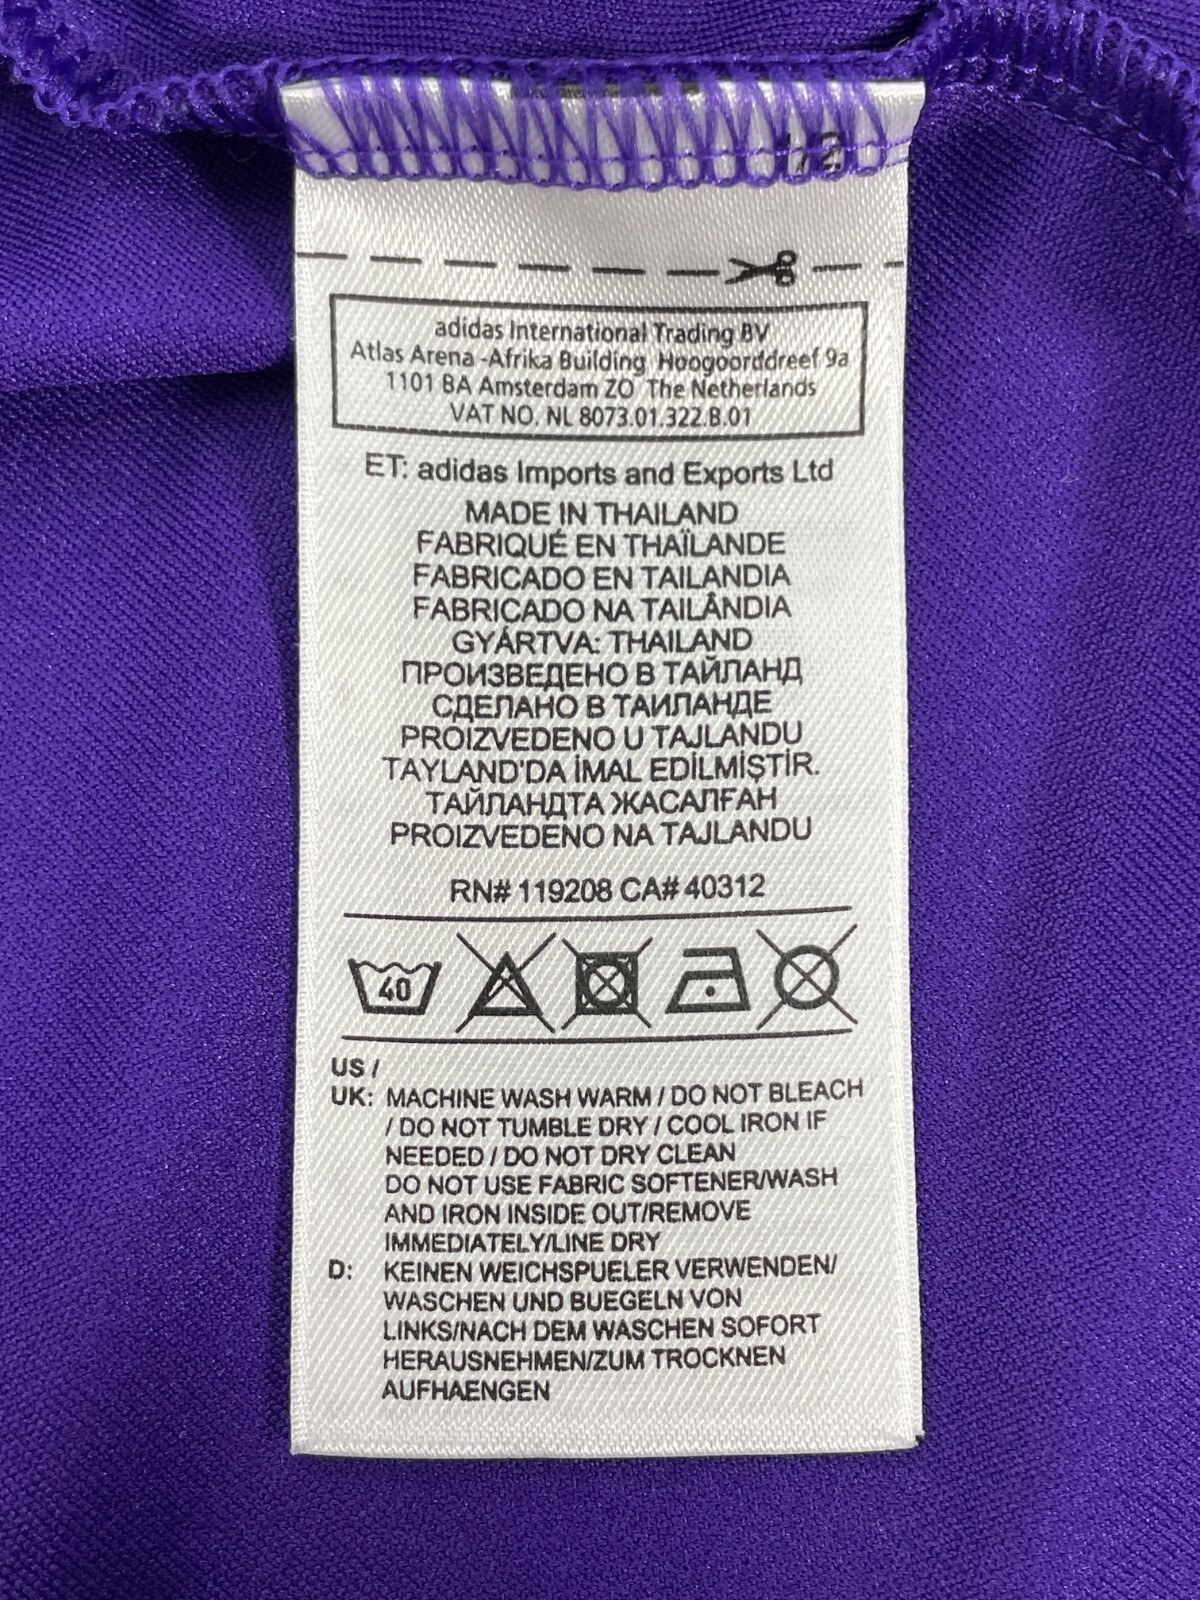 1/2
adidas International Trading BV
Atlas Arena -Afrika Building Hoogoorddreef 9a
1101 BA Amsterdam ZO The Netherlands
VAT NO. NL 8073.01.322.B.01
ET: adidas Imports and Exports Ltd
MADE IN THAILAND
FABRIQUÉ EN THAÏLANDE
FABRICADO EN TAILANDIA
FABRICADO NA TAILÂNDIA
GYÁRTVA: THAILAND
ПРОИЗВЕДЕНО В ТАЙЛАНД
СДЕЛАНО В ТАИЛАНДЕ
PROIZVEDENO U TAJLANDU
TAYLAND'DA İMAL EDİLMİŞTİR.
ТАЙЛАНДТА ЖАСАЛҒАН
PROIZVEDENO NA TAJLANDU
RN# 119208 CA# 40312
40
US /
UK: MACHINE WASH WARM / DO NOT BLEACH
/ DO NOT TUMBLE DRY / COOL IRON IF
NEEDED / DO NOT DRY CLEAN
DO NOT USE FABRIC SOFTENER/WASH
AND IRON INSIDE OUT/REMOVE
IMMEDIATELY/LINE DRY
D: KEINEN WEICHSPUELER VERWENDEN/
WASCHEN UND BUEGELN VON
LINKS/NACH DEM WASCHEN SOFORT
HERAUSNEHMEN/ZUM TROCKNEN
AUFHAENGEN